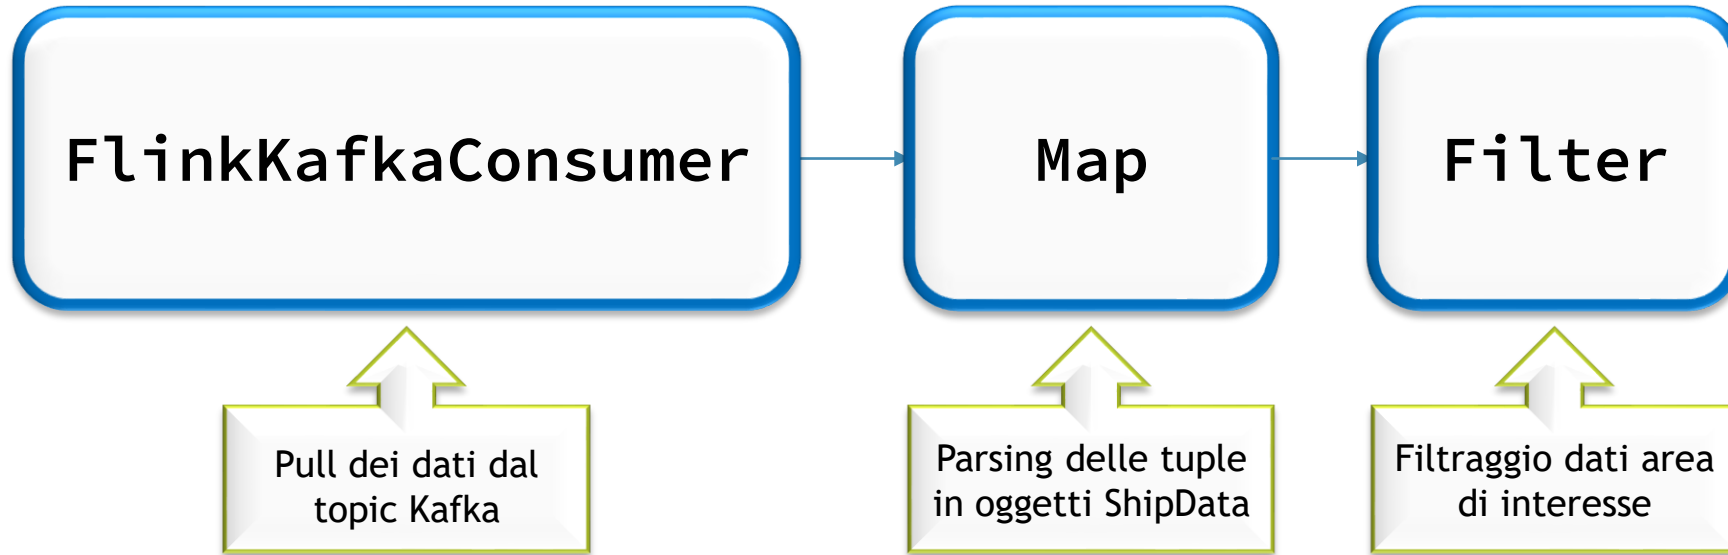 FlinkKafkaConsumer
Map
Filter
Pull dei dati dal
topic Kafka
Parsing delle tuple
in oggetti ShipData
Filtraggio dati area
di interesse